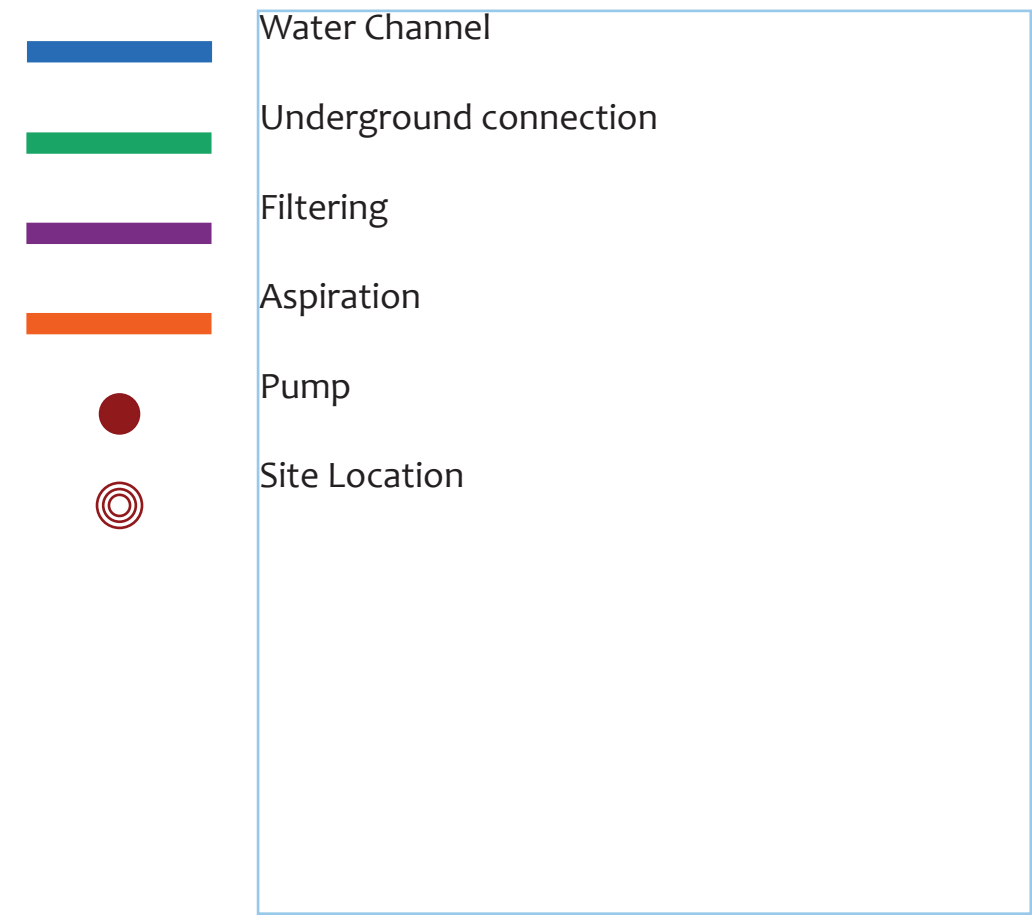 Water Channel
Underground connection
Filtering
Aspiration
Pump
Site Location